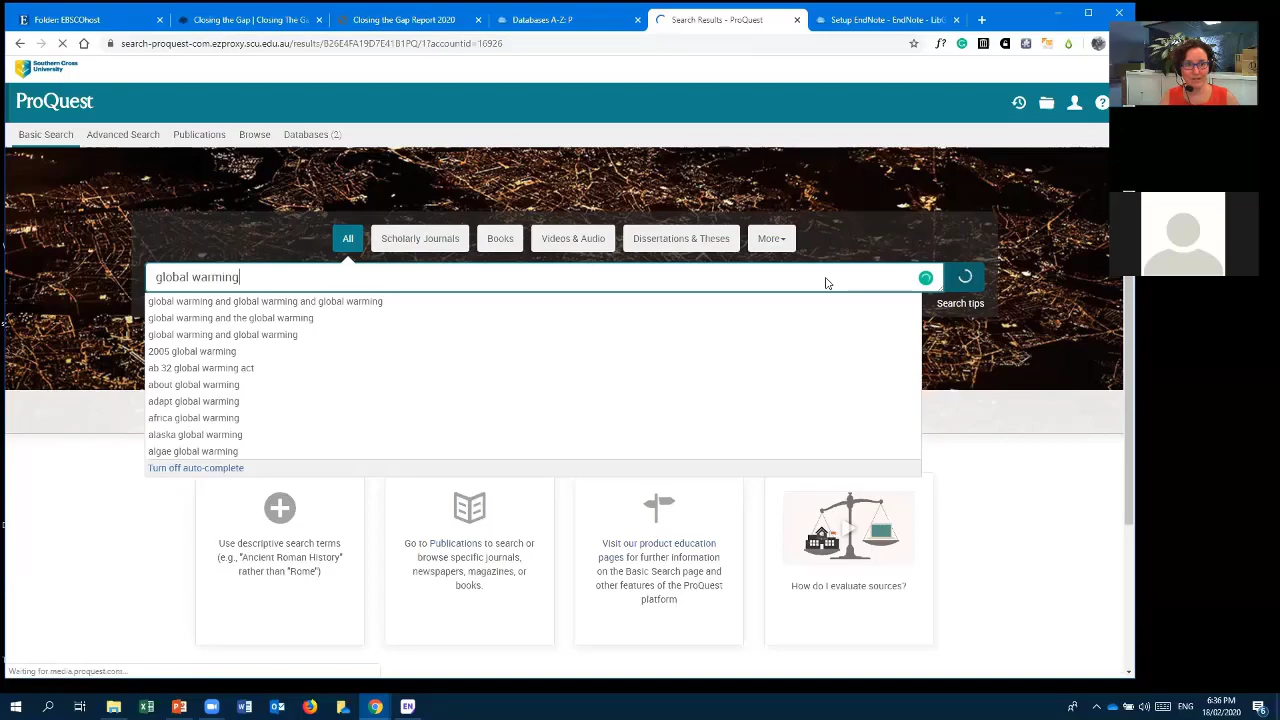 Folder: EBSCOhost
Closing the Gap | Closing The Ga
Closing the Gap Report 2020
Databases A-Z: P
Search Results - ProQuest
Setup EndNote - EndNote - LibG
search-proquest-com.ezproxy.scu.edu.au/results/B26E4FA19D7E41B1PQ/1?accountid=16926
Southern Cross
University
ProQuest
Basic Search
Advanced Search
Publications
Browse
Databases (2)
All
Scholarly Journals
Books
Videos & Audio
Dissertations & Theses
More
global warming
Search tips
global warming and global warming and global warming
global warming and the global warming
global warming and global warming
2005 global warming
ab 32 global warming act
about global warming
adapt global warming
africa global warming
alaska global warming
algae global warming
Turn off auto-complete
Use descriptive search terms
(e.g., "Ancient Roman History"
rather than "Rome")
Go to Publications to search or
browse specific journals,
newspapers, magazines, or
books.
Visit our product education
pages for further information
on the Basic Search page and
other features of the ProQuest
platform
How do I evaluate sources?
Waiting for media.proquest.com...
ENG
6:36 PM
18/02/2020